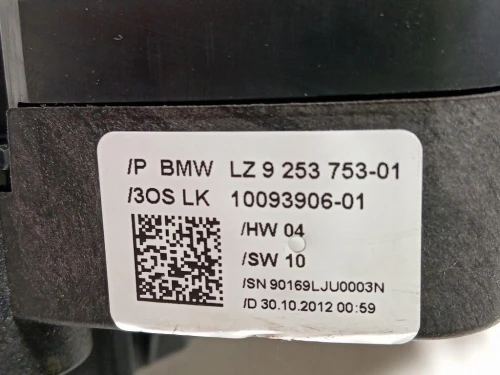 /P BMW LZ 9 253 753-01
/3OS LK 10093906-01
/HW 04
/SW 10
/SN 90169LJU0003N
/D 30.10.2012 00:59